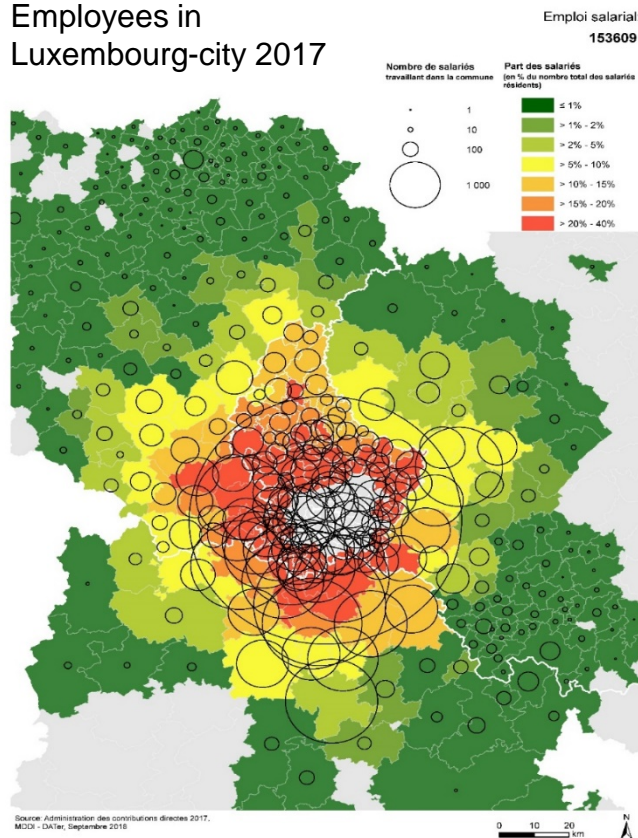 Employees in
Luxembourg-city 2017
Emploi salarial
153609
Nombre de salariés
travaillant dans la commune
1
10
100
1 000
Part des salariés
(en % du nombre total des salariés
résidents)
≤ 1%
> 1% - 2%
> 2% - 5%
> 5% - 10%
> 10% - 15%
> 15% - 20%
> 20% - 40%
Source: Administration des contributions directes 2017.
MDDI - DATer, Septembre 2018
0 10 20
km
N